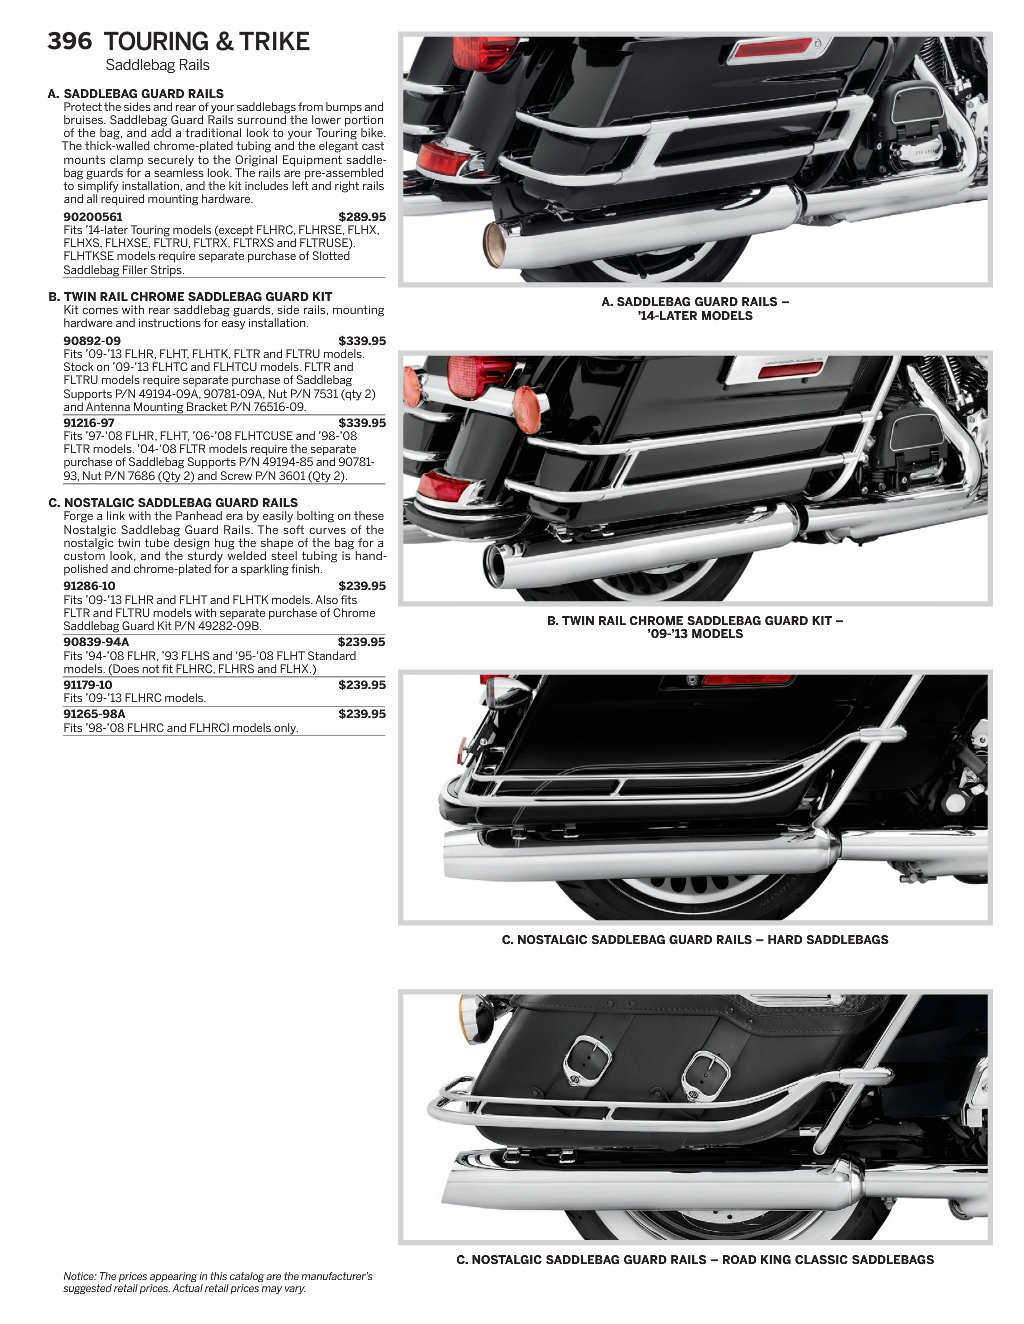 396 TOURING & TRIKE
Saddlebag Rails
A. SADDLEBAG GUARD RAILS
Protect the sides and rear of your saddlebags from bumps and
bruises. Saddlebag Guard Rails surround the lower portion
of the bag, and add a traditional look to your Touring bike.
The thick-walled chrome-plated tubing and the elegant cast
mounts clamp securely to the Original Equipment saddle-
bag guards for a seamless look. The rails are pre-assembled
to simplify installation, and the kit includes left and right rails
and all required mounting hardware.
90200561 $289.95
Fits '14-later Touring models (except FLHRC, FLHRSE, FLHX,
FLHXS, FLHXSE, FLTRU, FLTRX, FLTRXS and FLTRUSE).
FLHTKSE models require separate purchase of Slotted
Saddlebag Filler Strips.
B. TWIN RAIL CHROME SADDLEBAG GUARD KIT
Kit comes with rear saddlebag guards, side rails, mounting
hardware and instructions for easy installation.
90892-09 $339.95
Fits '09-'13 FLHR, FLHT, FLHTK, FLTR and FLTRU models.
Stock on '09-'13 FLHTC and FLHTCU models. FLTR and
FLTRU models require separate purchase of Saddlebag
Supports P/N 49194-09A, 90781-09A, Nut P/N 7531 (qty 2)
and Antenna Mounting Bracket P/N 76516-09.
91216-97 $339.95
Fits '97-'08 FLHR, FLHT, '06-'08 FLHTCUSE and '98-'08
FLTR models. '04-'08 FLTR models require the separate
purchase of Saddlebag Supports P/N 49194-85 and 90781-
93, Nut P/N 7686 (Qty 2) and Screw P/N 3601 (Qty 2).
C. NOSTALGIC SADDLEBAG GUARD RAILS
Forge a link with the Panhead era by easily bolting on these
Nostalgic Saddlebag Guard Rails. The soft curves of the
nostalgic twin tube design hug the shape of the bag for a
custom look, and the sturdy welded steel tubing is hand-
polished and chrome-plated for a sparkling finish.
91286-10 $239.95
Fits '09-'13 FLHR and FLHT and FLHTK models. Also fits
FLTR and FLTRU models with separate purchase of Chrome
Saddlebag Guard Kit P/N 49282-09B.
90839-94A $239.95
Fits '94-'08 FLHR, '93 FLHS and '95-'08 FLHT Standard
models. (Does not fit FLHRC, FLHRS and FLHX.)
91179-10 $239.95
Fits '09-'13 FLHRC models.
91265-98A $239.95
Fits '98-'08 FLHRC and FLHRCI models only.
A. SADDLEBAG GUARD RAILS –
'14-LATER MODELS
B. TWIN RAIL CHROME SADDLEBAG GUARD KIT –
'09-'13 MODELS
C. NOSTALGIC SADDLEBAG GUARD RAILS – HARD SADDLEBAGS
C. NOSTALGIC SADDLEBAG GUARD RAILS – ROAD KING CLASSIC SADDLEBAGS
Notice: The prices appearing in this catalog are the manufacturer's
suggested retail prices. Actual retail prices may vary.